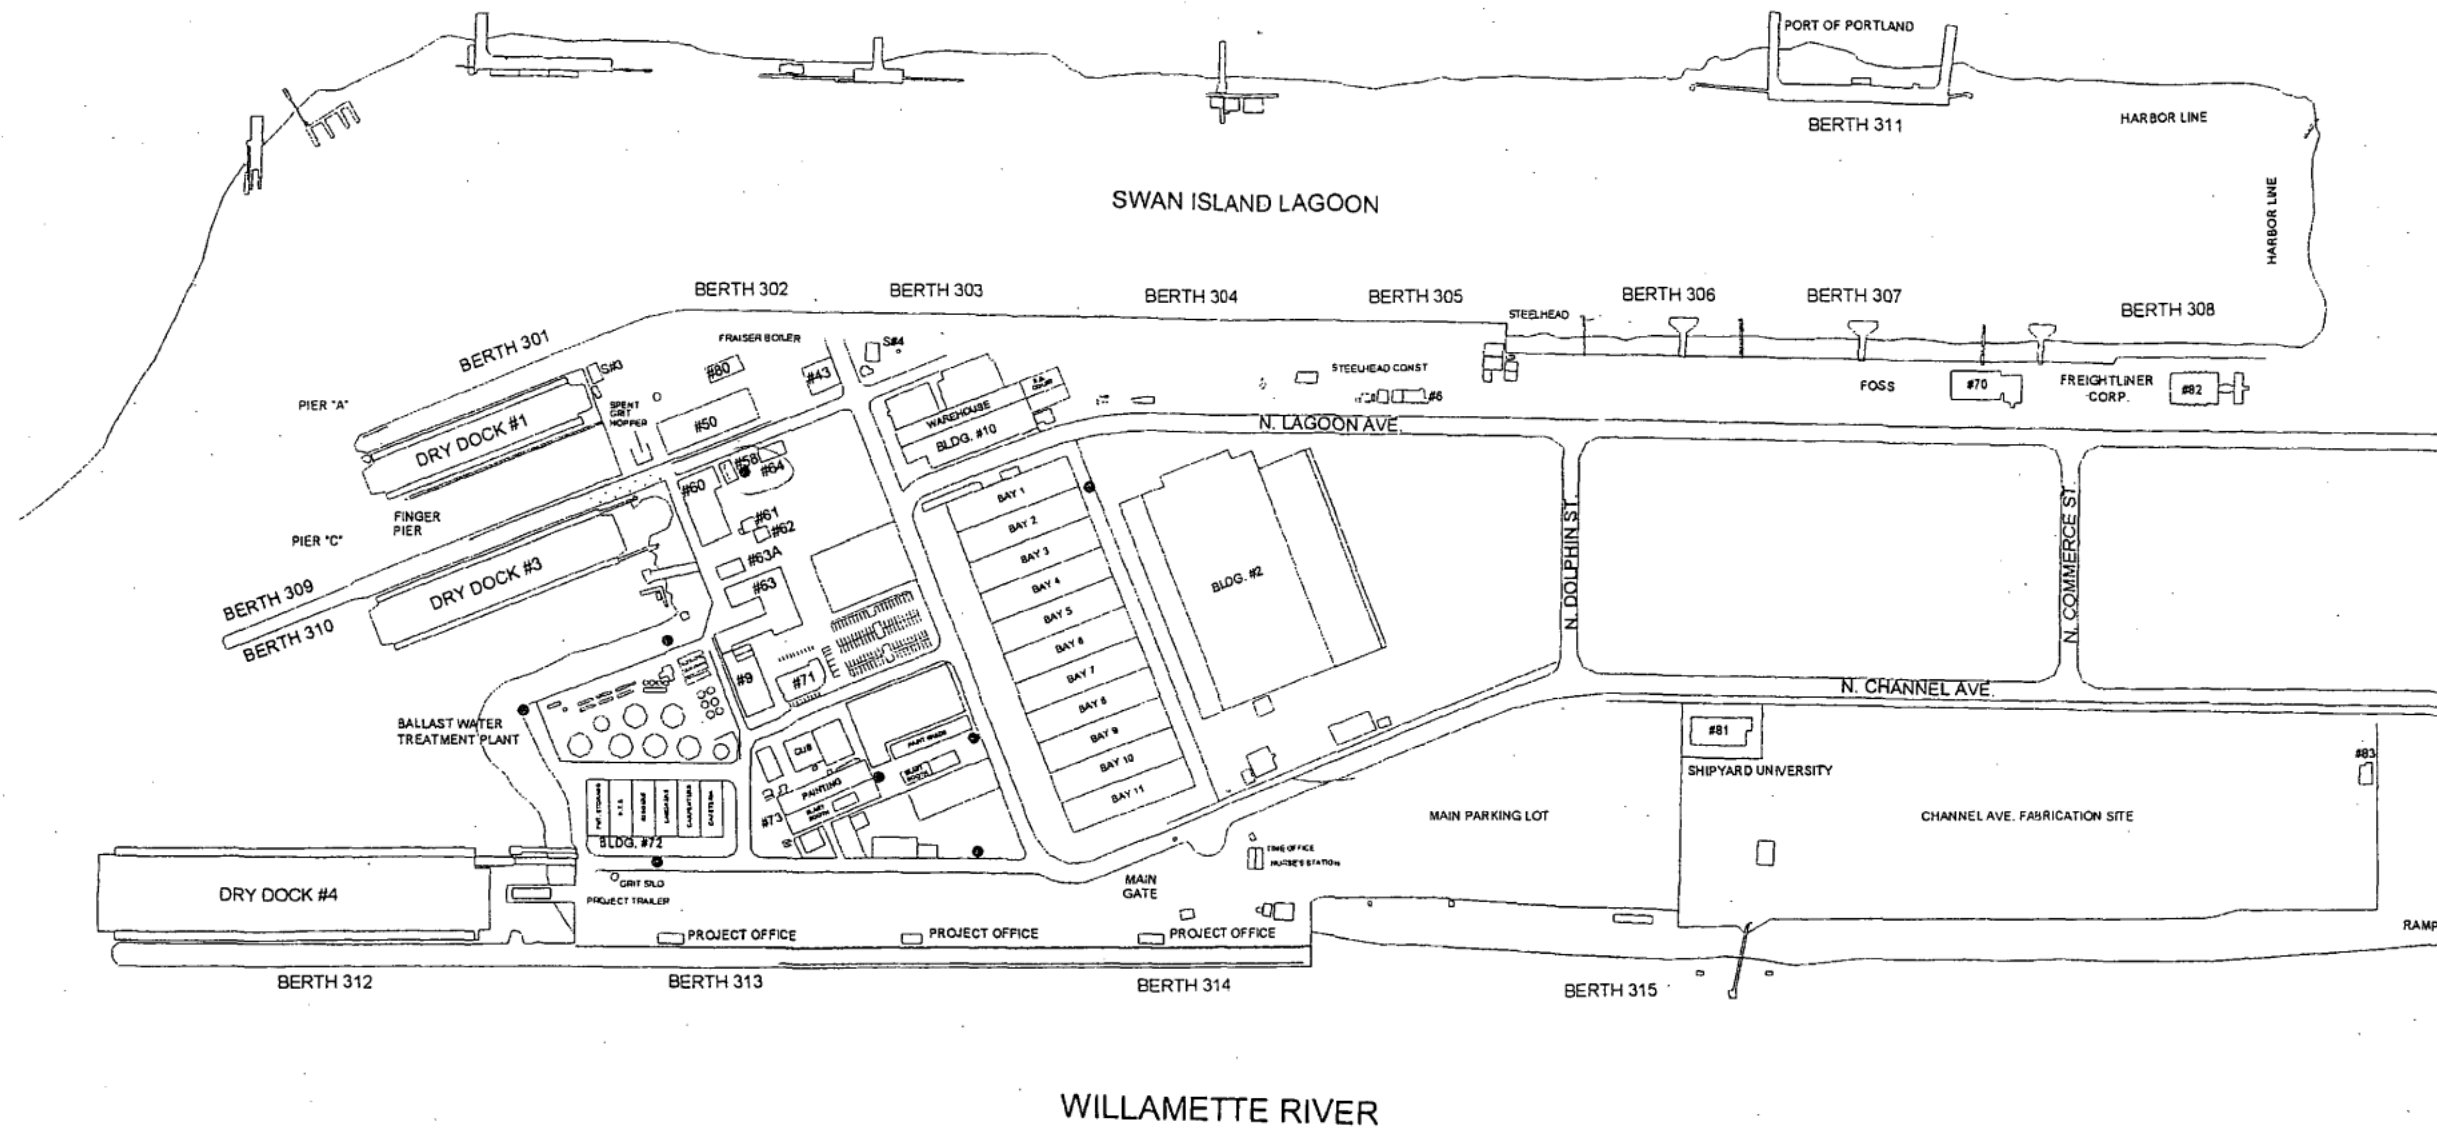 PORT OF PORTLAND
BERTH 311
HARBOR LINE
HARBOR LINE
SWAN ISLAND LAGOON
BERTH 301
BERTH 302
BERTH 303
BERTH 304
BERTH 305
BERTH 306
BERTH 307
BERTH 308
STEELHEAD
FRAISER BOILER
S#4
S#3
#80
#43
STEELHEAD CONST
#6
FOSS
#70
FREIGHTLINER
CORP.
#82
PIER "A"
DRY DOCK #1
SPENT
GRIT
HOPPER
#50
WAREHOUSE
BLDG. #10
N. LAGOON AVE.
#58
#64
#60
#61
#62
#63A
#63
FINGER
PIER
PIER "C"
DRY DOCK #3
BERTH 309
BERTH 310
BAY 1
BAY 2
BAY 3
BAY 4
BAY 5
BAY 6
BAY 7
BAY 8
BAY 9
BAY 10
BAY 11
BLDG. #2
N. DOLPHIN ST.
N. COMMERCE ST.
N. CHANNEL AVE.
#9
#71
BALLAST WATER
TREATMENT PLANT
CUB
PAINTING
BLAST
BOOTH
BLAST
BOOTH
#73
RIGGERS
CARPENTERS
CAFETERIA
BLDG. #72
#81
SHIPYARD UNIVERSITY
#83
MAIN PARKING LOT
CHANNEL AVE. FABRICATION SITE
TIME OFFICE
NURSE'S STATION
MAIN
GATE
DRY DOCK #4
GRIT SILO
PROJECT TRAILER
PROJECT OFFICE
PROJECT OFFICE
PROJECT OFFICE
RAMP
BERTH 312
BERTH 313
BERTH 314
BERTH 315
WILLAMETTE RIVER